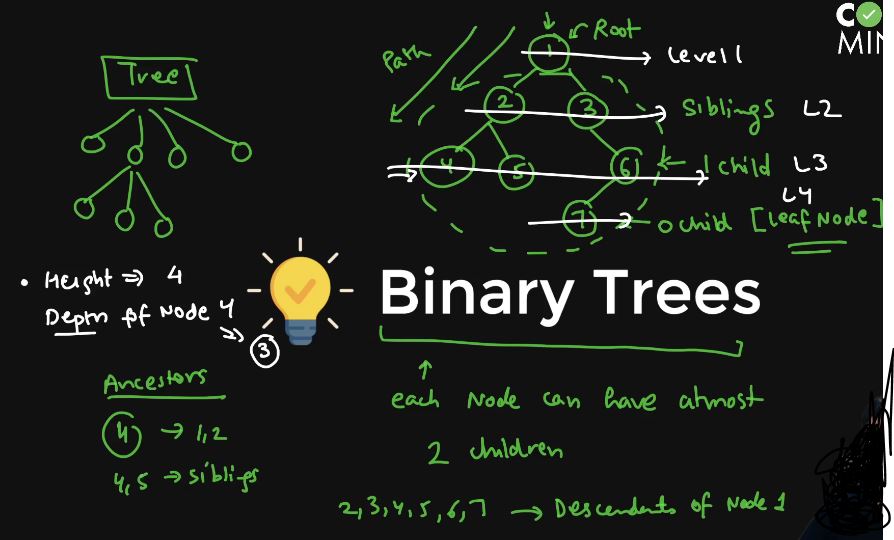 CO
MIN
Tree
Path
Root
1
Level 1
2
3
Siblings L2
4
5
6
1 child L3
L4
7
0 child [Leaf Node]
• Height ⇒ 4
Depth of Node 4
⇒ 3
Binary Trees
Ancestors
4 → 1,2
4,5 → siblings
each Node can have atmost
2 children
2,3,4,5,6,7 → Descendents of Node 1